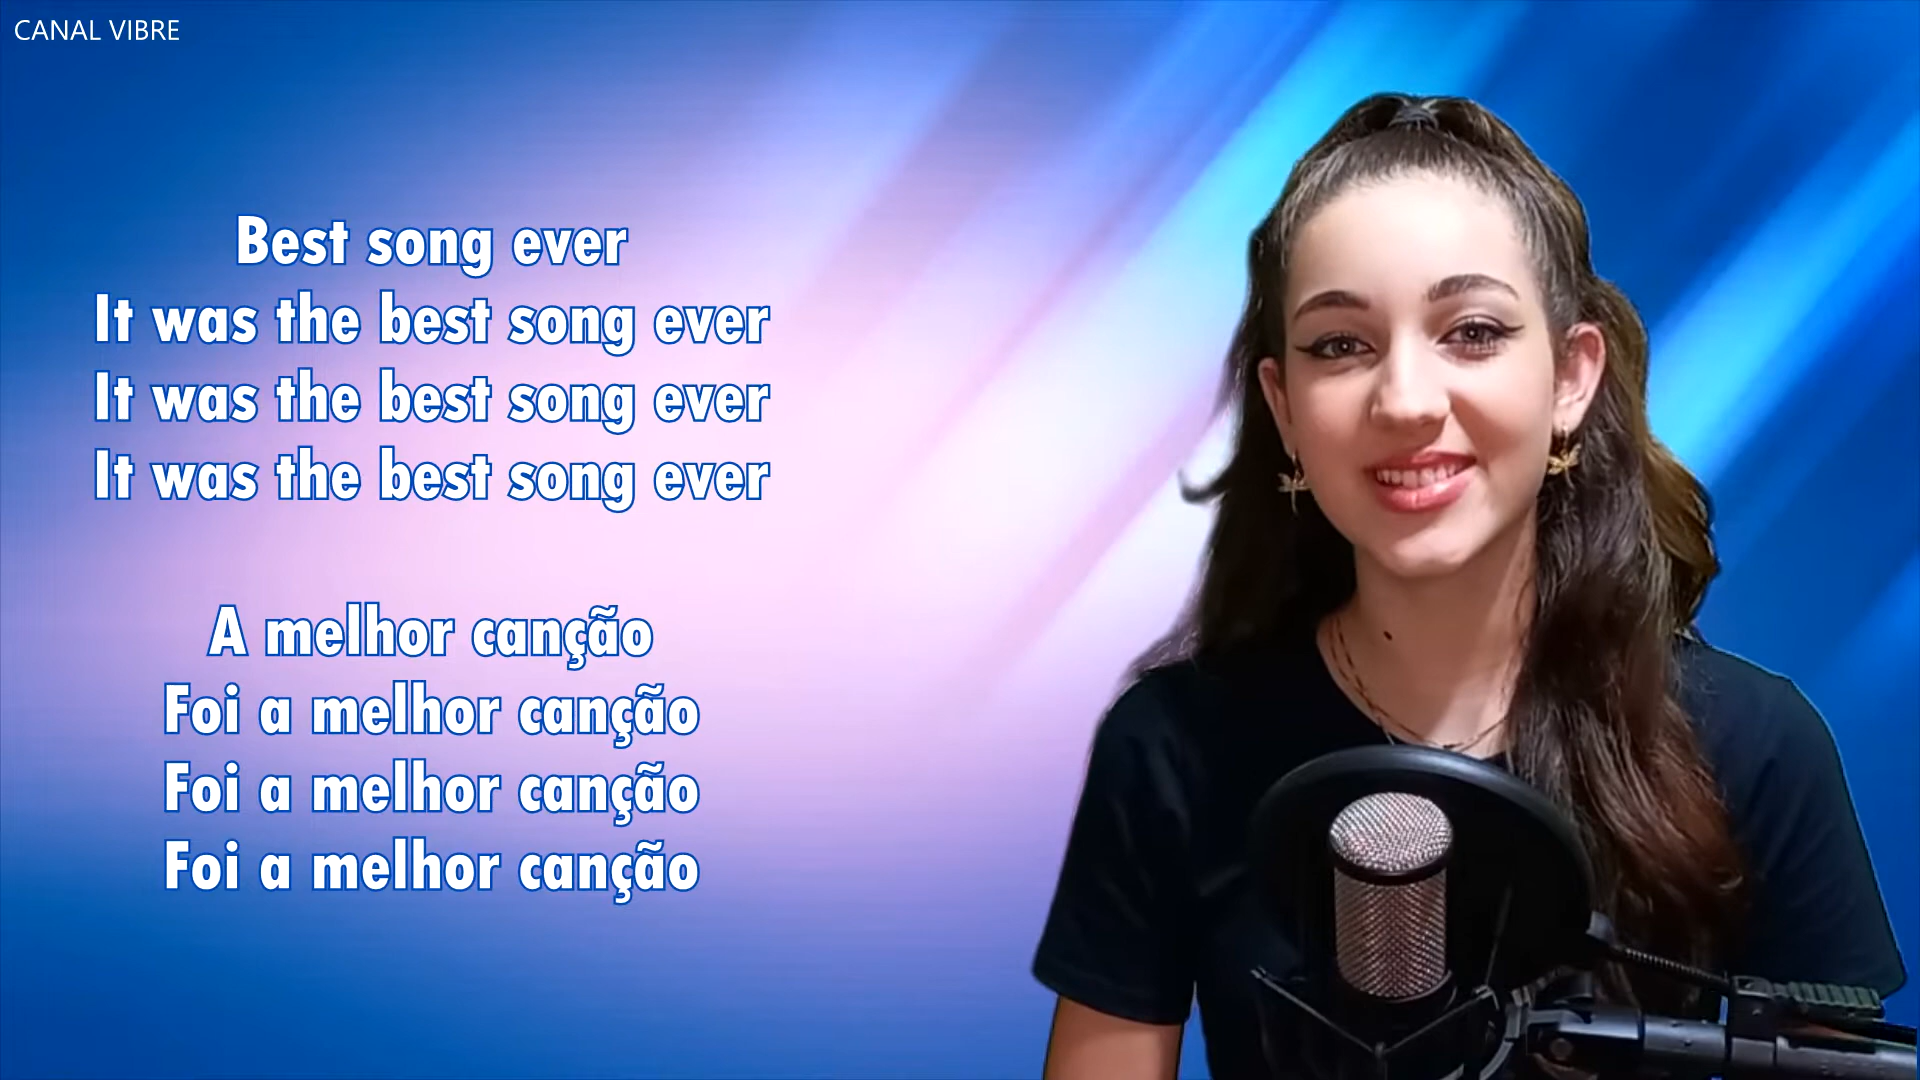 CANAL VIBRE
Best song ever
It was the best song ever
It was the best song ever
It was the best song ever
A melhor canção
Foi a melhor canção
Foi a melhor canção
Foi a melhor canção